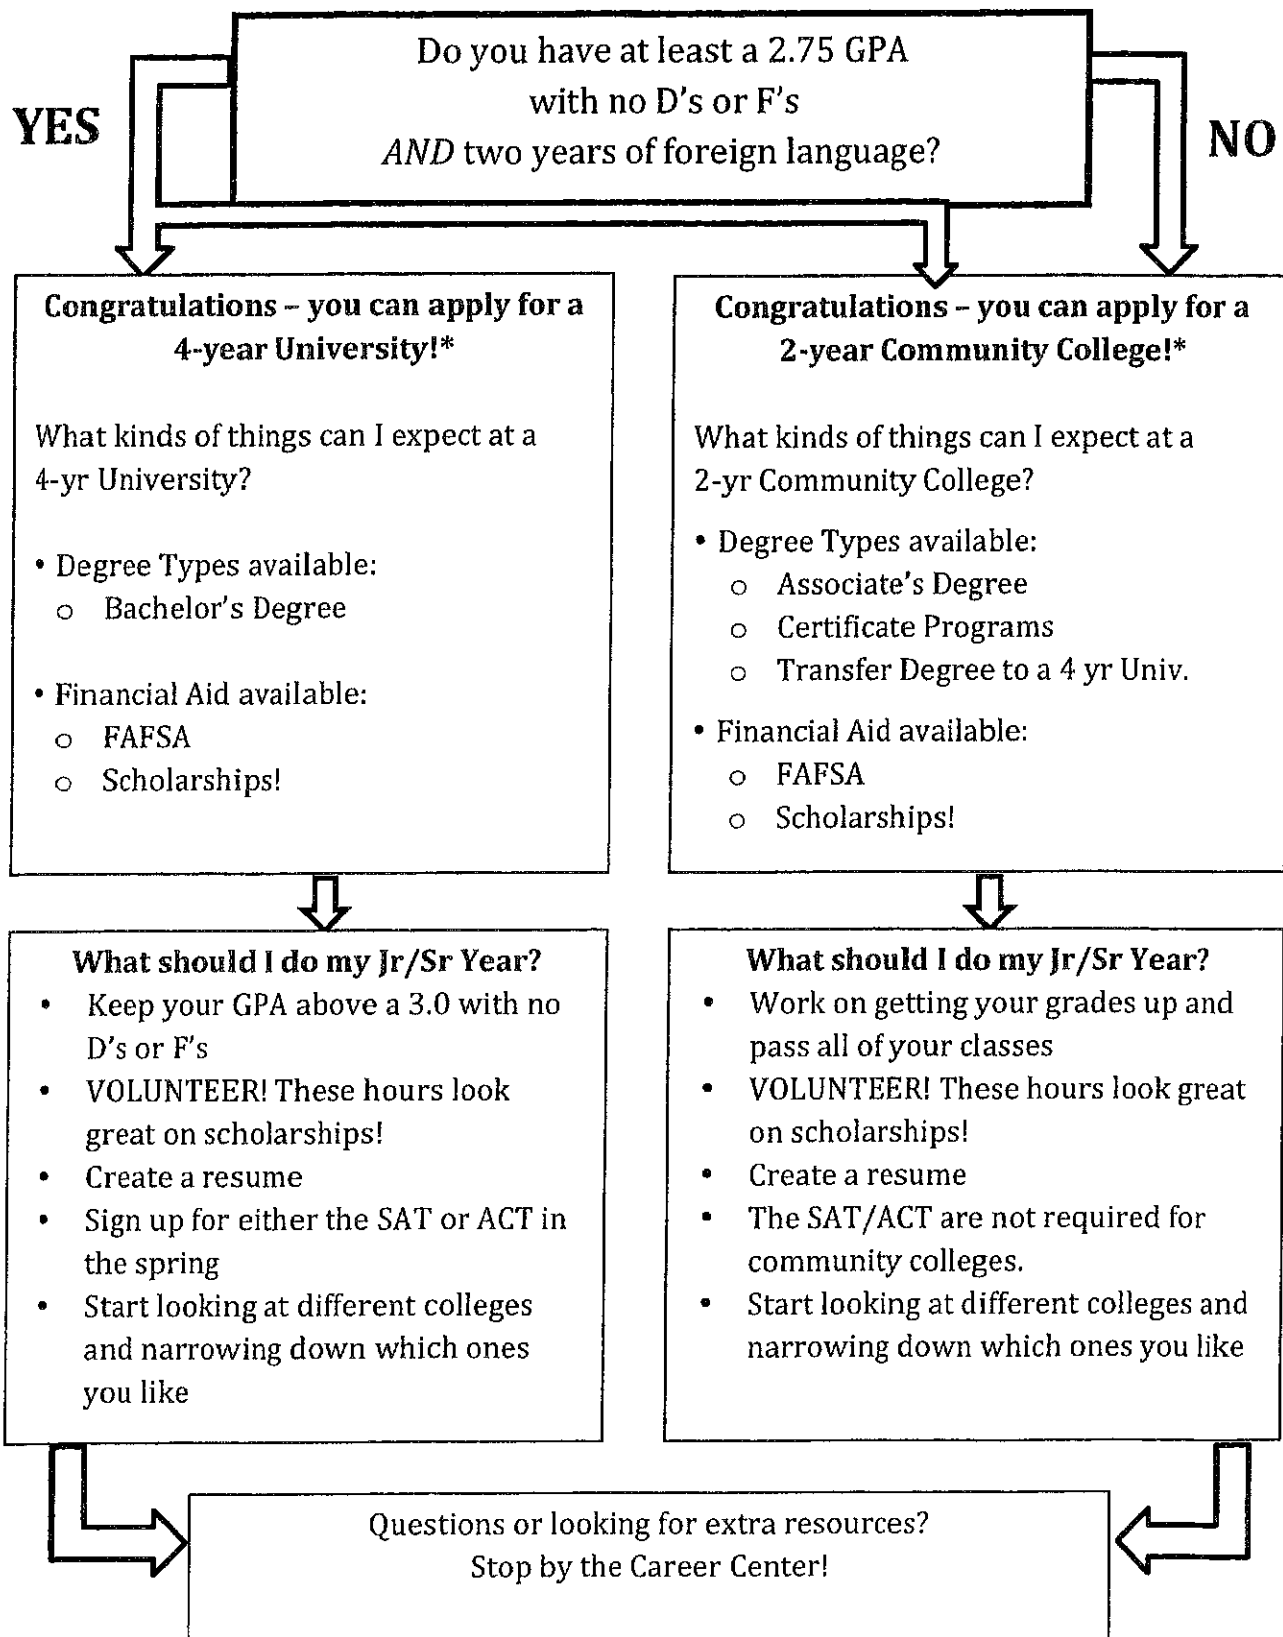 Do you have at least a 2.75 GPA
with no D's or F's
AND two years of foreign language?
YES
NO
Congratulations – you can apply for a
4-year University!*
What kinds of things can I expect at a
4-yr University?
• Degree Types available:
o Bachelor's Degree
• Financial Aid available:
o FAFSA
o Scholarships!
Congratulations – you can apply for a
2-year Community College!*
What kinds of things can I expect at a
2-yr Community College?
• Degree Types available:
o Associate's Degree
o Certificate Programs
o Transfer Degree to a 4 yr Univ.
• Financial Aid available:
o FAFSA
o Scholarships!
What should I do my Jr/Sr Year?
• Keep your GPA above a 3.0 with no
D's or F's
• VOLUNTEER! These hours look
great on scholarships!
• Create a resume
• Sign up for either the SAT or ACT in
the spring
• Start looking at different colleges
and narrowing down which ones
you like
What should I do my Jr/Sr Year?
• Work on getting your grades up and
pass all of your classes
• VOLUNTEER! These hours look great
on scholarships!
• Create a resume
• The SAT/ACT are not required for
community colleges.
• Start looking at different colleges and
narrowing down which ones you like
Questions or looking for extra resources?
Stop by the Career Center!